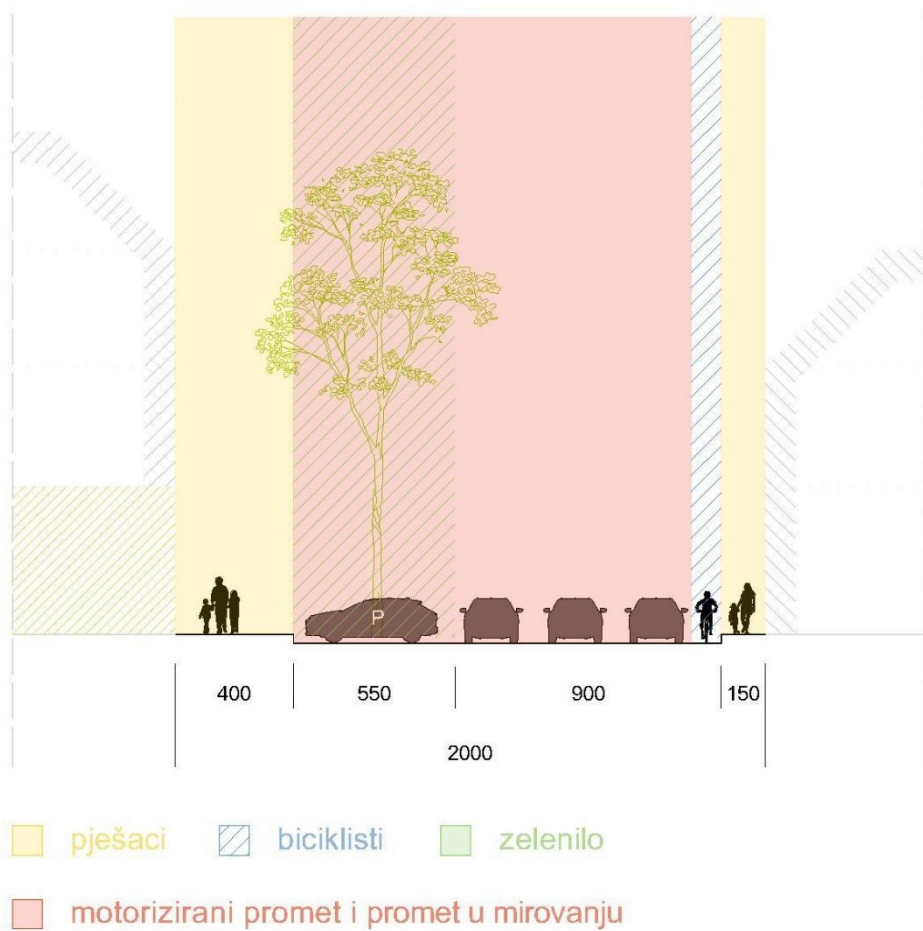 P
400 550 900 150
2000
pješaci biciklisti zelenilo
motorizirani promet i promet u mirovanju